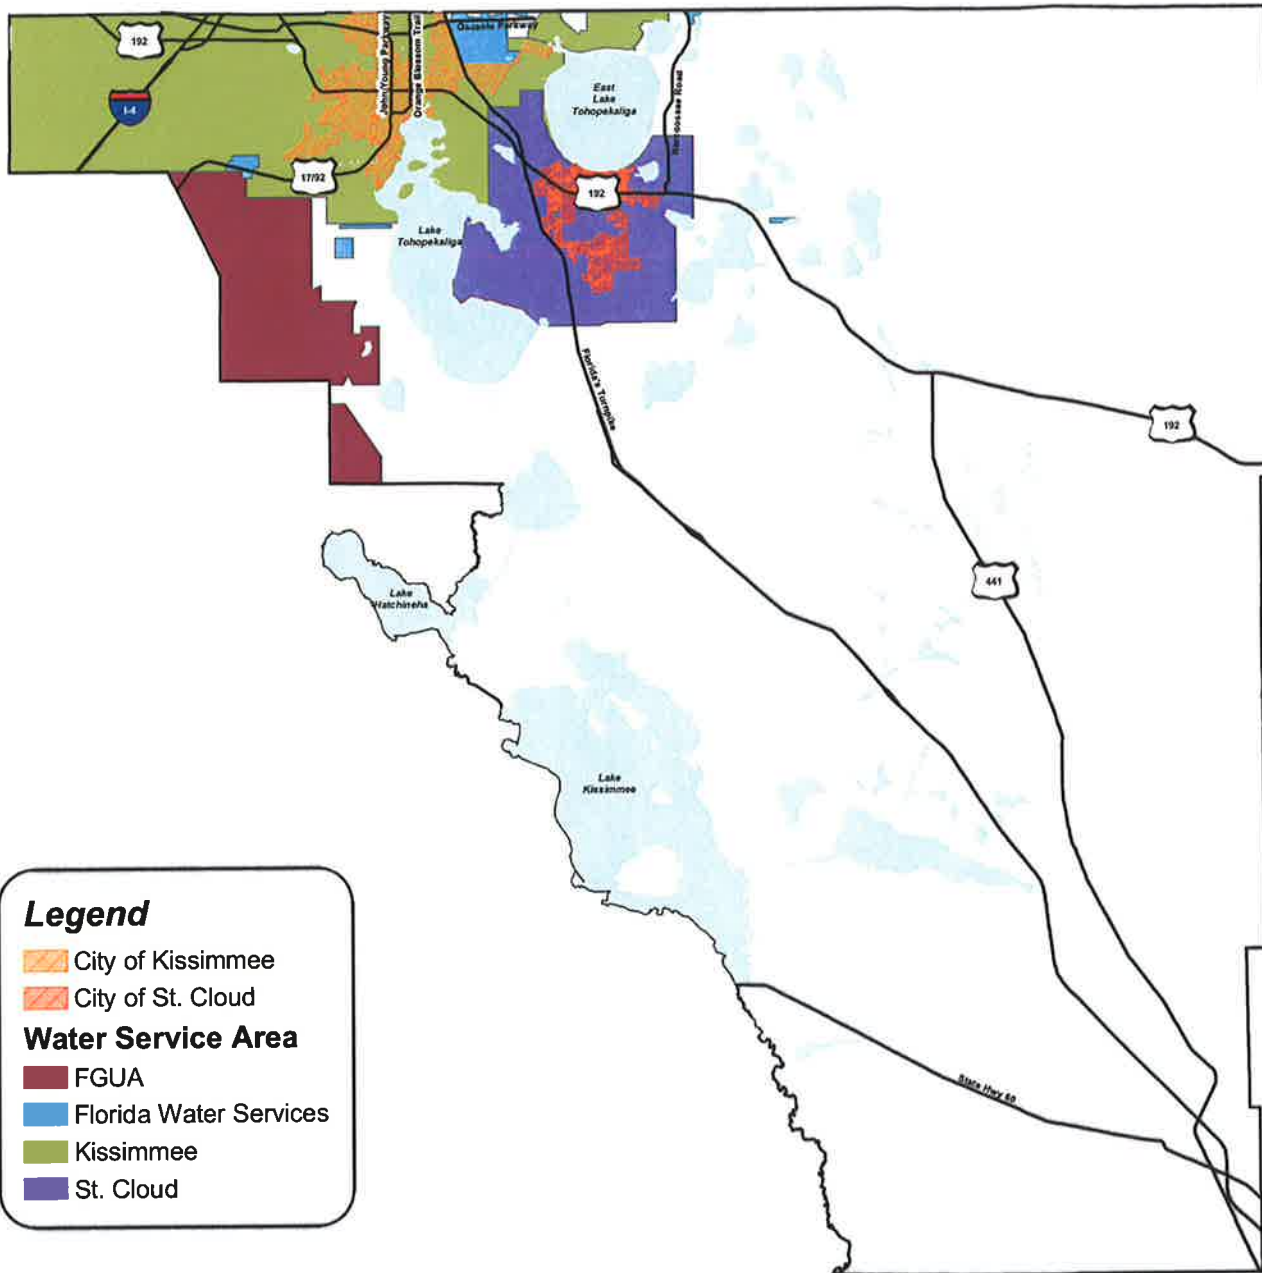 192
I-4
John Young Parkway
Orange Blossom Trail
Osceola Parkway
East
Lake
Tohopekaliga
Narcoossee Road
17/92
192
Lake
Tohopekaliga
Florida's Turnpike
192
441
Lake
Hatchineha
Lake
Kissimmee
State Hwy 60
Legend
City of Kissimmee
City of St. Cloud
Water Service Area
FGUA
Florida Water Services
Kissimmee
St. Cloud